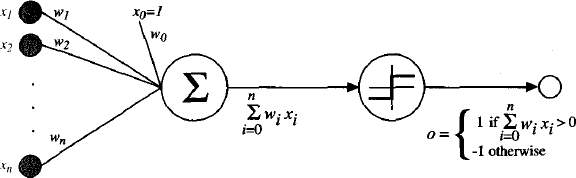 x1 w1 x0=1
x2 w2 w0
Σ
wn
xn
n
Σ wi xi
i=0
o = { 1 if n Σ i=0 wi xi > 0
-1 otherwise